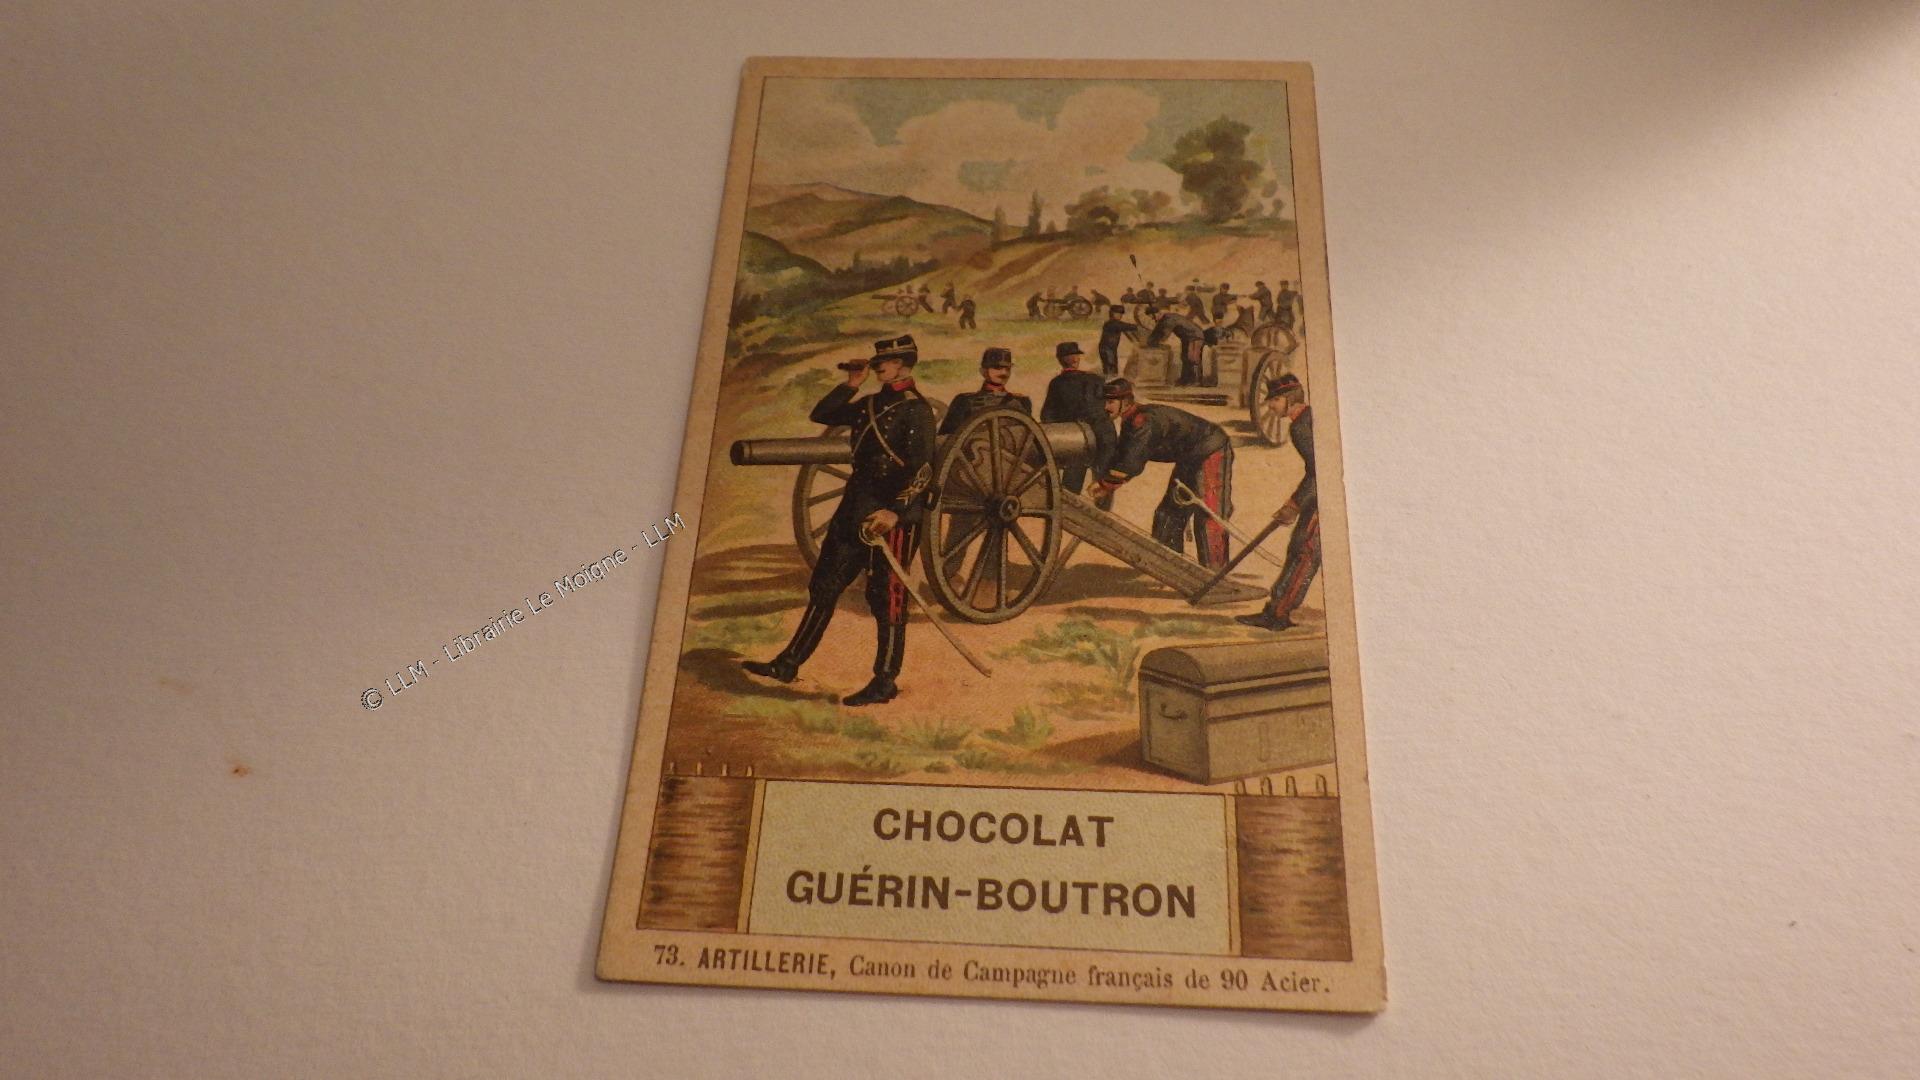 © LLM - Librairie Le Moigne - LLM
CHOCOLAT
GUÉRIN-BOUTRON
73. ARTILLERIE, Canon de Campagne français de 90 Acier.